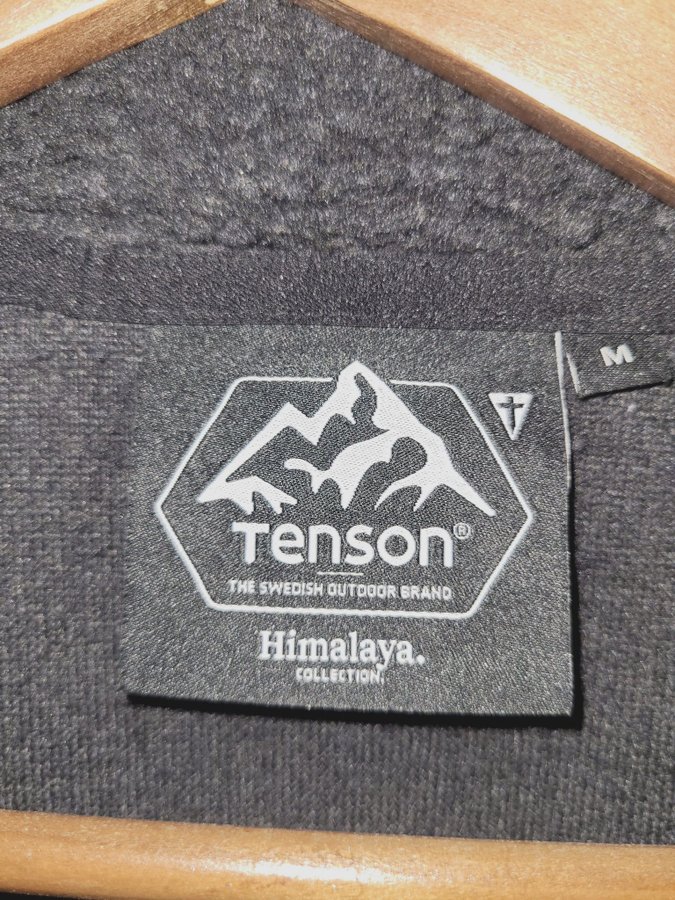 M
Tenson®
THE SWEDISH OUTDOOR BRAND
Himalaya.
COLLECTION.